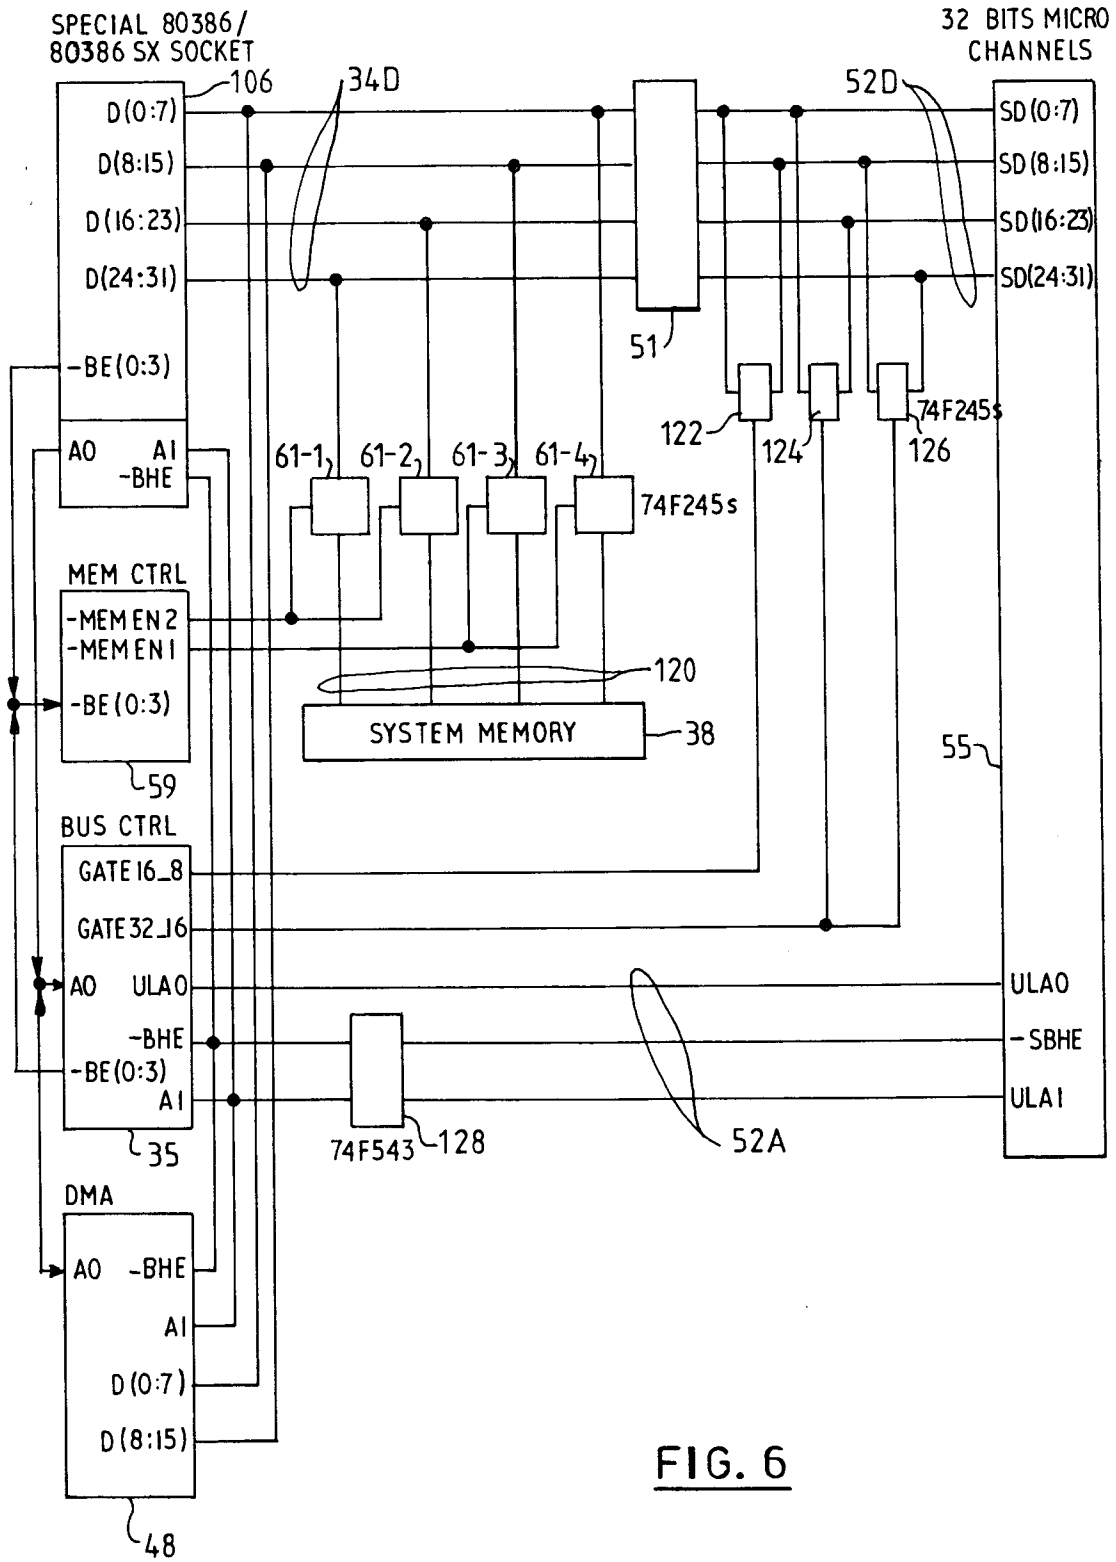 SPECIAL 80386/
80386 SX SOCKET
32 BITS MICRO
CHANNELS
106
34D
52D
D(0:7)
SD(0:7)
D(8:15)
SD(8:15)
D(16:23)
SD(16:23)
D(24:31)
SD(24:31)
51
-BE(0:3)
122
124
74F245s
126
A0
A1
-BHE
61-1
61-2
61-3
61-4
74F245s
MEM CTRL
-MEMEN2
-MEMEN1
-BE(0:3)
120
SYSTEM MEMORY
38
59
55
BUS CTRL
GATE16_8
GATE32_16
A0
ULA0
ULA0
-BHE
-SBHE
-BE(0:3)
A1
ULA1
35
74F543
128
52A
DMA
A0
-BHE
A1
D(0:7)
D(8:15)
48
FIG. 6